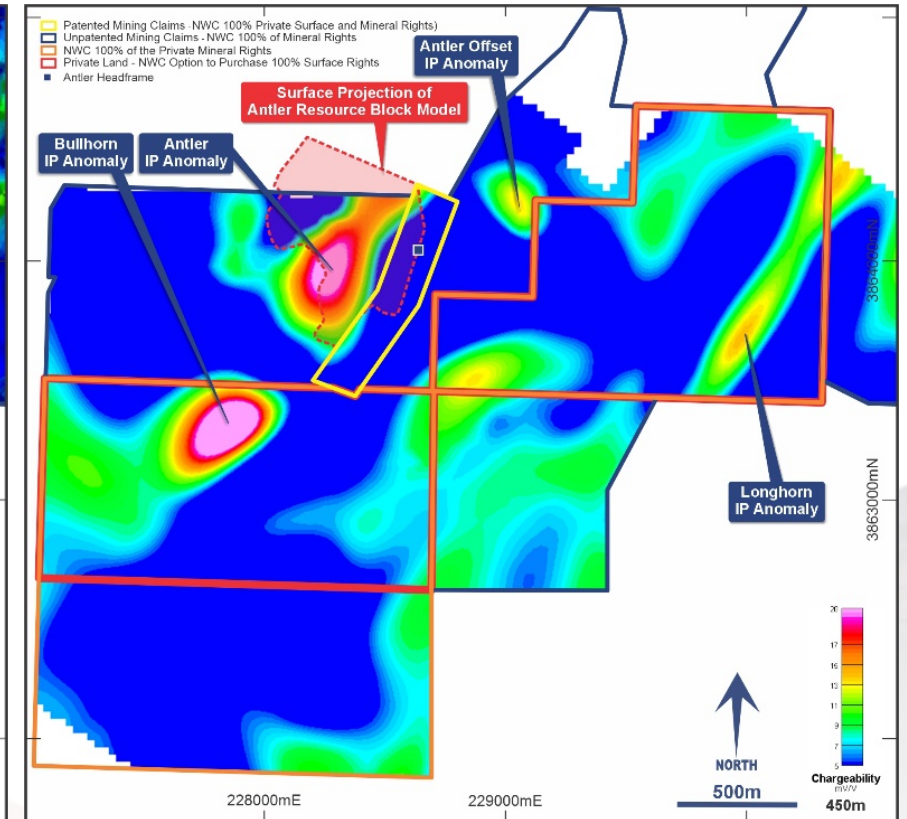 Patented Mining Claims -NWC 100% Private Surface and Mineral Rights)
Unpatented Mining Claims -NWC 100% of Mineral Rights
NWC 100% of the Private Mineral Rights
Private Land - NWC Option to Purchase 100% Surface Rights
Antler Headframe
Antler Offset
IP Anomaly
Surface Projection of
Antler Resource Block Model
Bullhorn
IP Anomaly
Antler
IP Anomaly
3864000mN
3863000mN
Longhorn
IP Anomaly
20
17
15
13
11
9
7
5
Chargeability
mV/V
450m
NORTH
500m
228000mE
229000mE